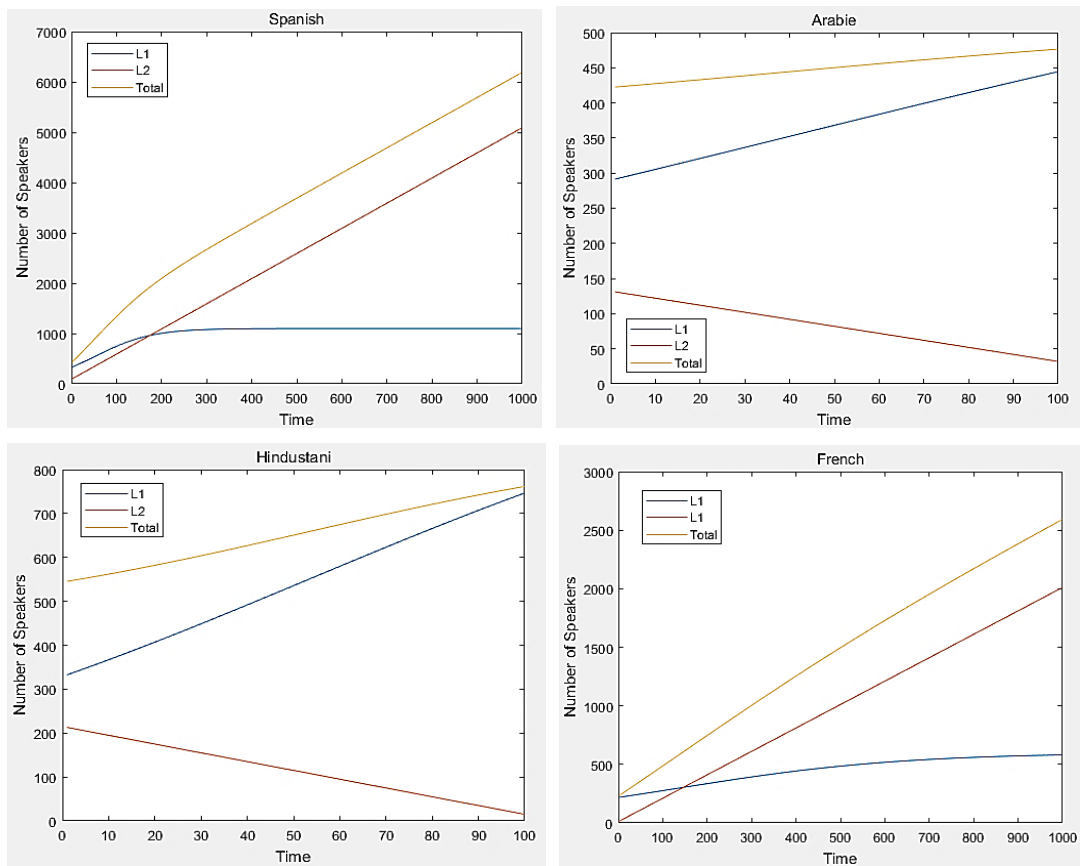 Spanish
7000
6000
5000
4000
3000
2000
1000
0
L1
L2
Total
Number of Speakers
0 100 200 300 400 500 600 700 800 900 1000
Time
Arabie
500
450
400
350
300
250
200
150
100
50
0
L1
L2
Total
Number of Speakers
0 10 20 30 40 50 60 70 80 90 100
Time
Hindustani
800
700
600
500
400
300
200
100
0
L1
L2
Total
Number of Speakers
0 10 20 30 40 50 60 70 80 90 100
Time
French
3000
2500
2000
1500
1000
500
0
L1
L1
Total
Number of Speakers
0 100 200 300 400 500 600 700 800 900 1000
Time